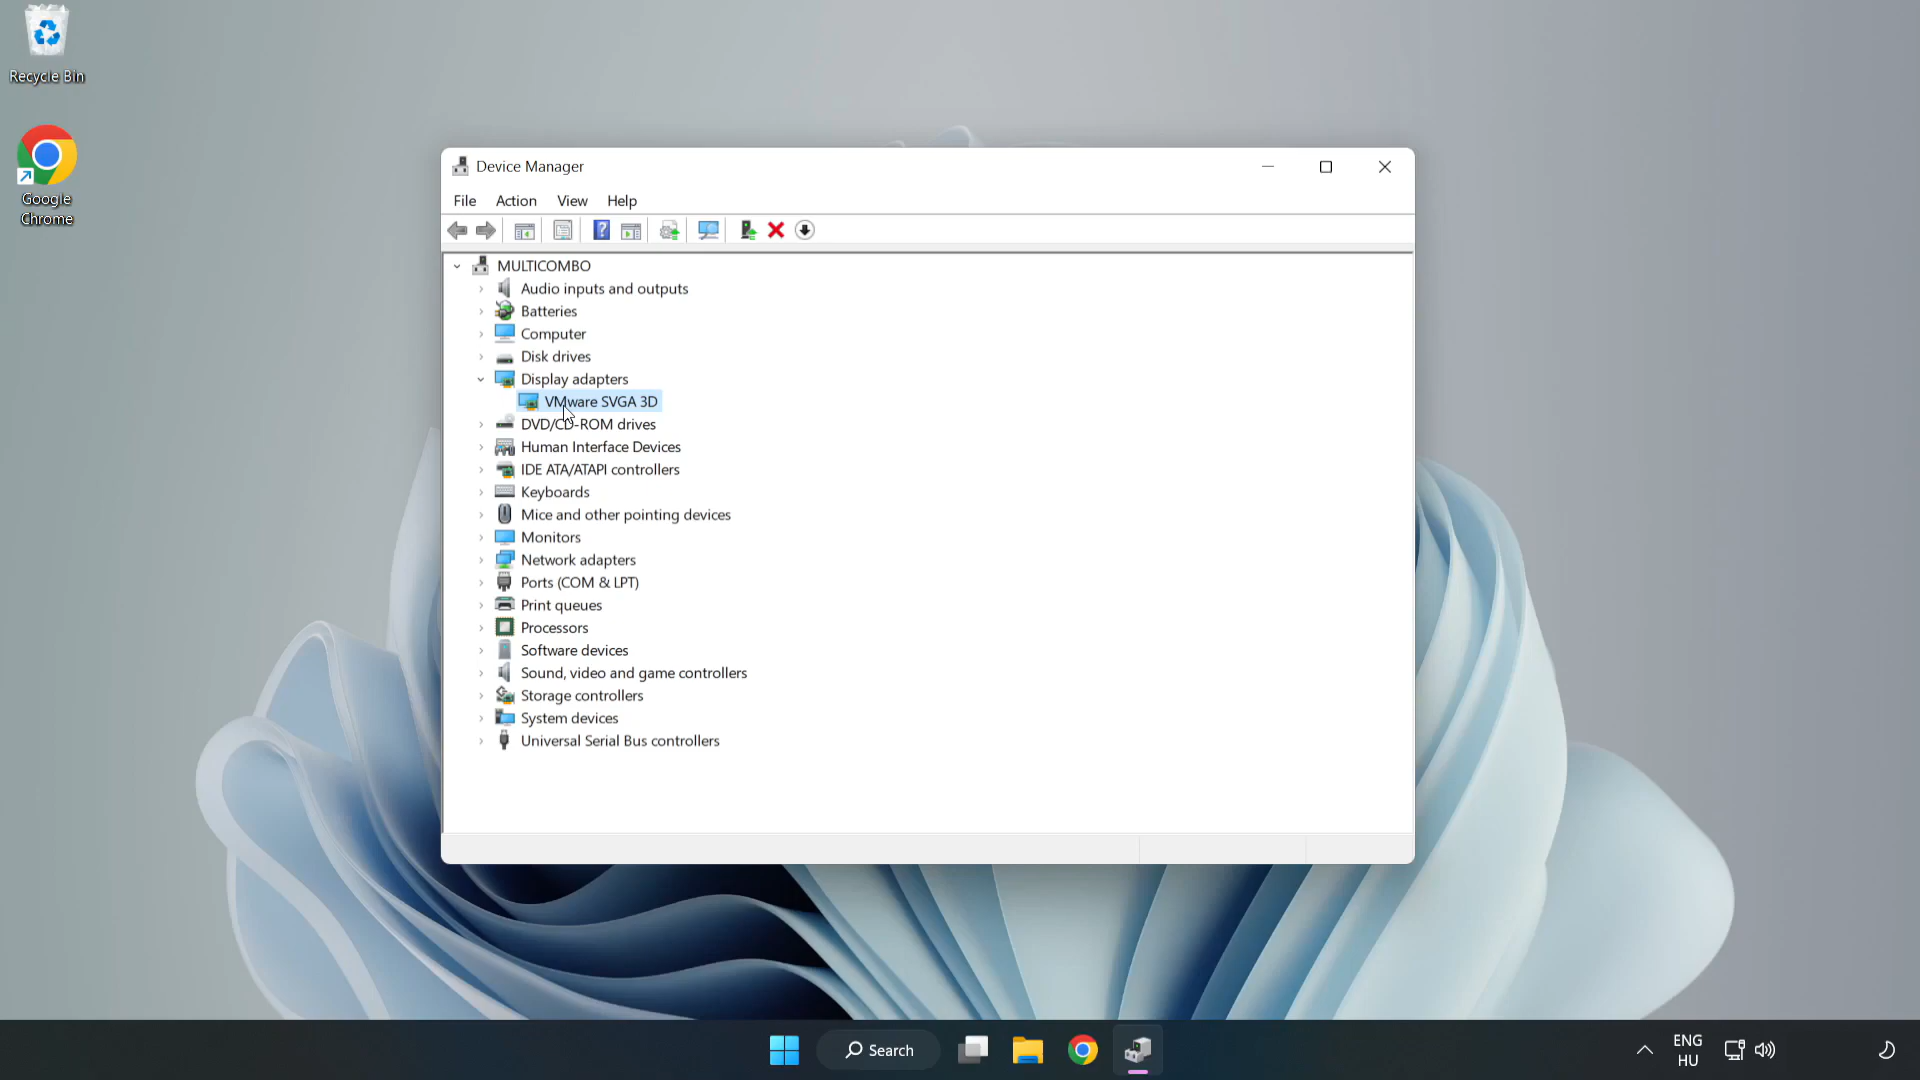 Recycle Bin
Google
Chrome
Device Manager
File Action View Help
MULTICOMBO
Audio inputs and outputs
Batteries
Computer
Disk drives
Display adapters
VMware SVGA 3D
DVD/CD-ROM drives
Human Interface Devices
IDE ATA/ATAPI controllers
Keyboards
Mice and other pointing devices
Monitors
Network adapters
Ports (COM & LPT)
Print queues
Processors
Software devices
Sound, video and game controllers
Storage controllers
System devices
Universal Serial Bus controllers
Search
ENG
HU